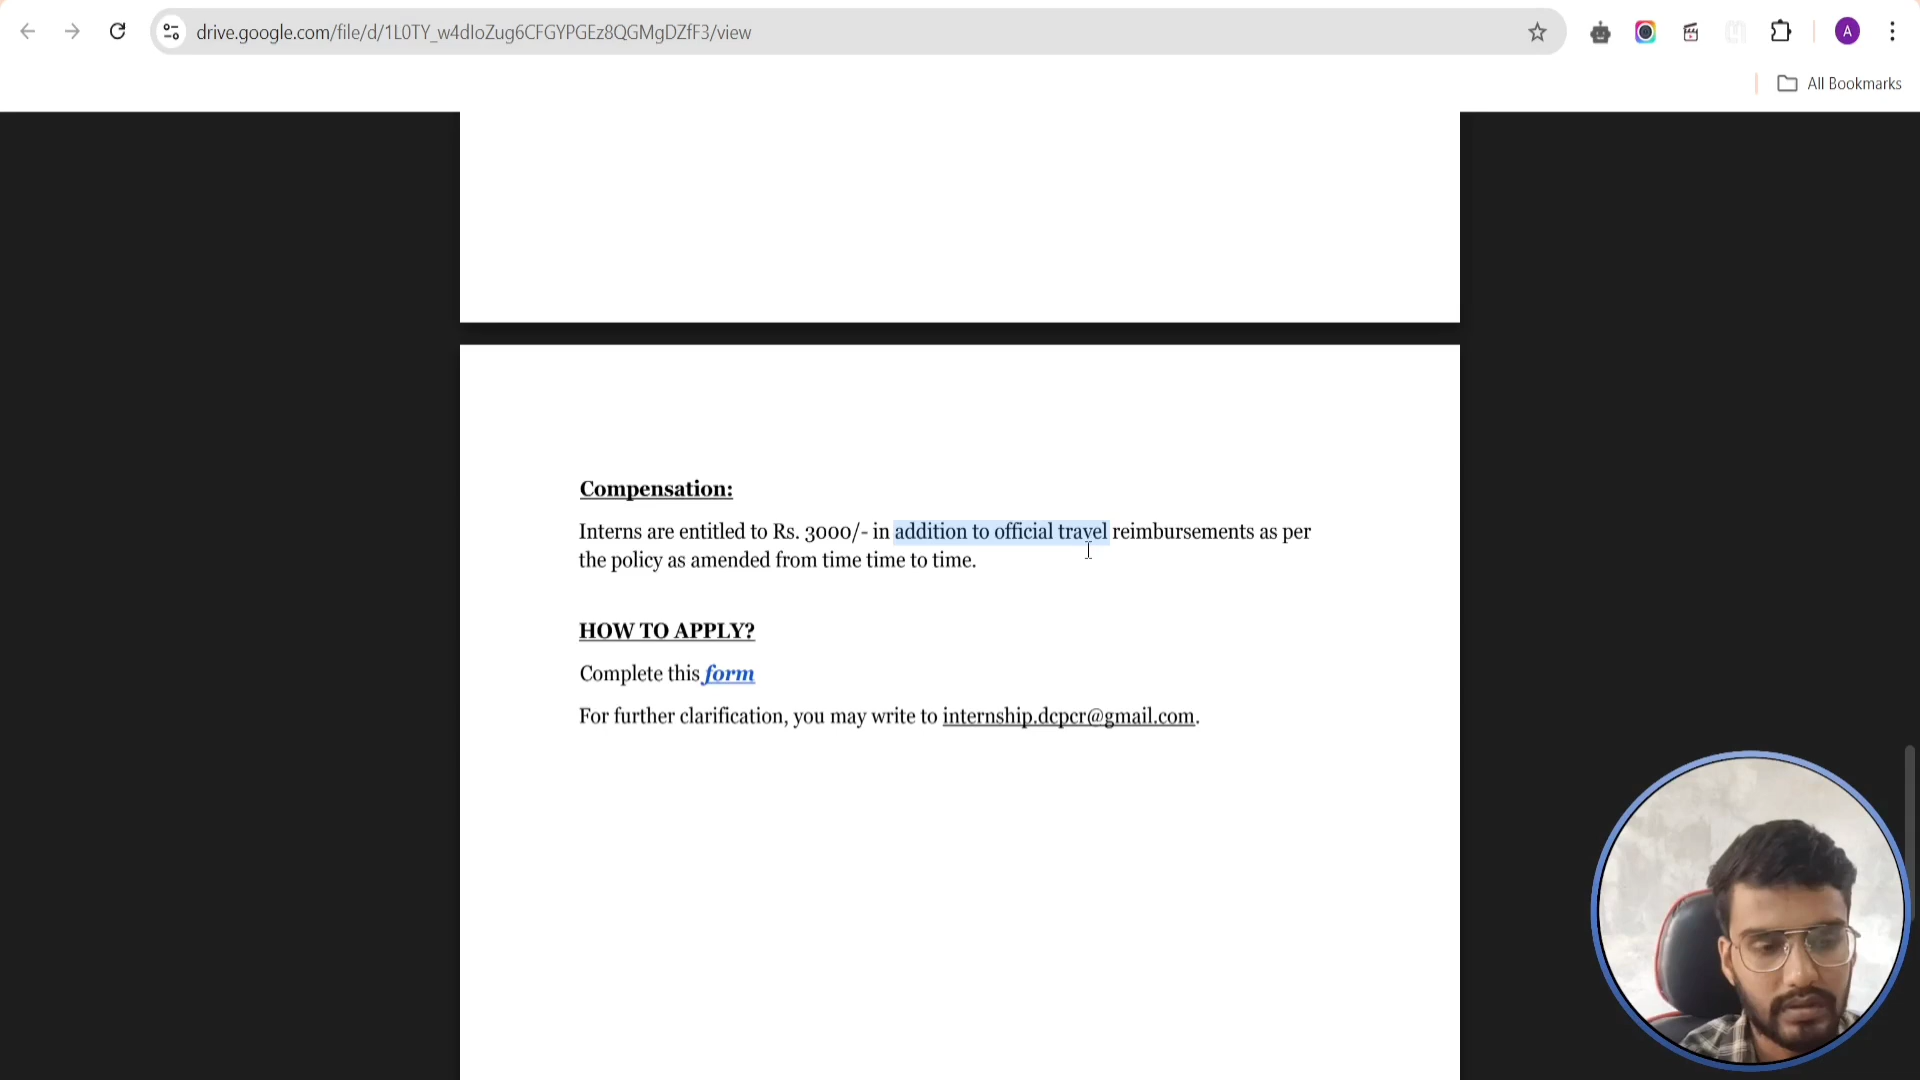 drive.google.com/file/d/1L0TY_w4dIoZug6CFGYPGEz8QGMgDZfF3/view
A
All Bookmarks
Compensation:
Interns are entitled to Rs. 3000/- in addition to official travel reimbursements as per
the policy as amended from time time to time.
HOW TO APPLY?
Complete this form
For further clarification, you may write to internship.dcpcr@gmail.com.